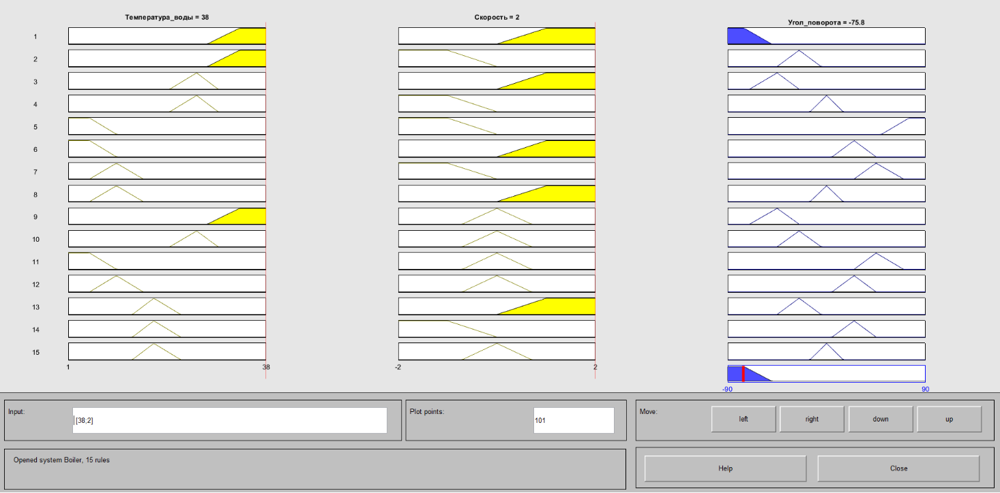 Температура_воды = 38
Скорость = 2
Угол_поворота = -75.8
1
2
3
4
5
6
7
8
9
10
11
12
13
14
15
1
38
-2
2
-90
90
Input:
[38;2]
Plot points:
101
Move:
left
right
down
up
Opened system Boiler, 15 rules
Help
Close